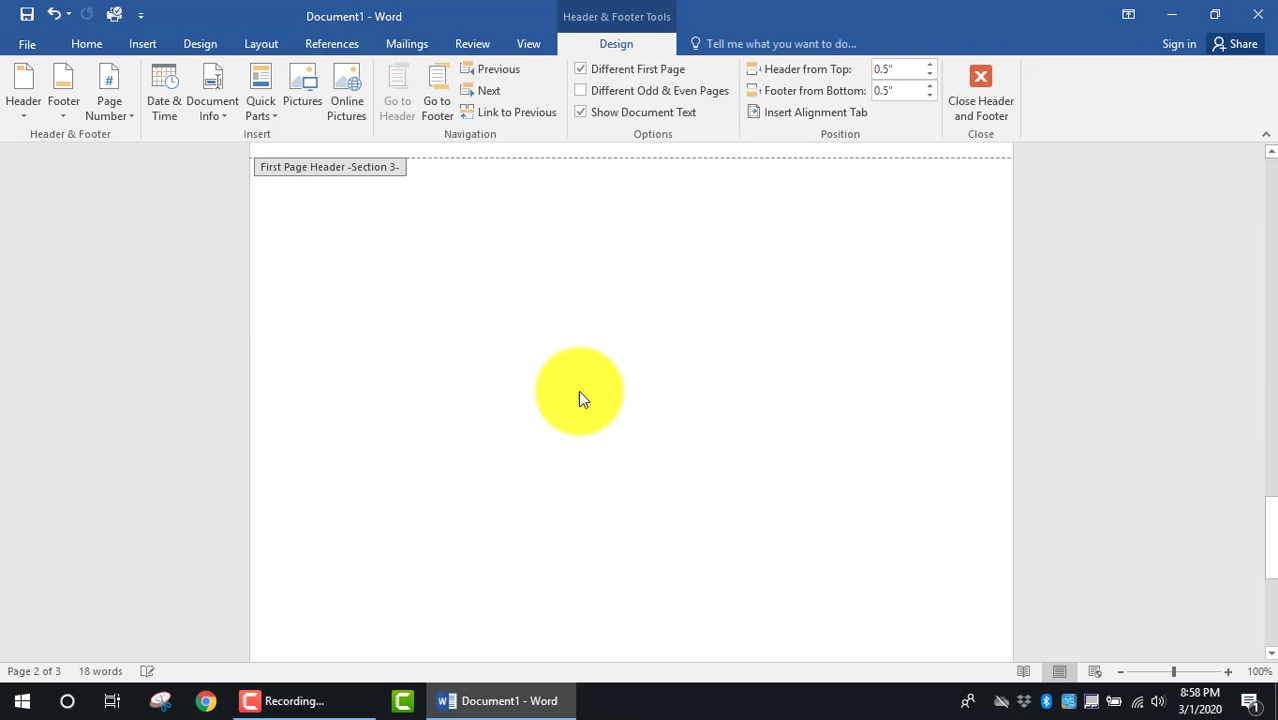 Document1 - Word
Header & Footer Tools
File
Home
Insert
Design
Layout
References
Mailings
Review
View
Design
Tell me what you want to do...
Sign in
Share
Header
Footer
Page
Number
Header & Footer
Date &
Time
Document
Info
Quick
Parts
Pictures
Online
Pictures
Insert
Go to
Header
Go to
Footer
Previous
Next
Link to Previous
Navigation
Different First Page
Different Odd & Even Pages
Show Document Text
Options
Header from Top: 0.5"
Footer from Bottom: 0.5"
Insert Alignment Tab
Position
Close Header
and Footer
Close
First Page Header -Section 3-
Page 2 of 3
18 words
100%
Recording...
Document1 - Word
8:58 PM
3/1/2020
1